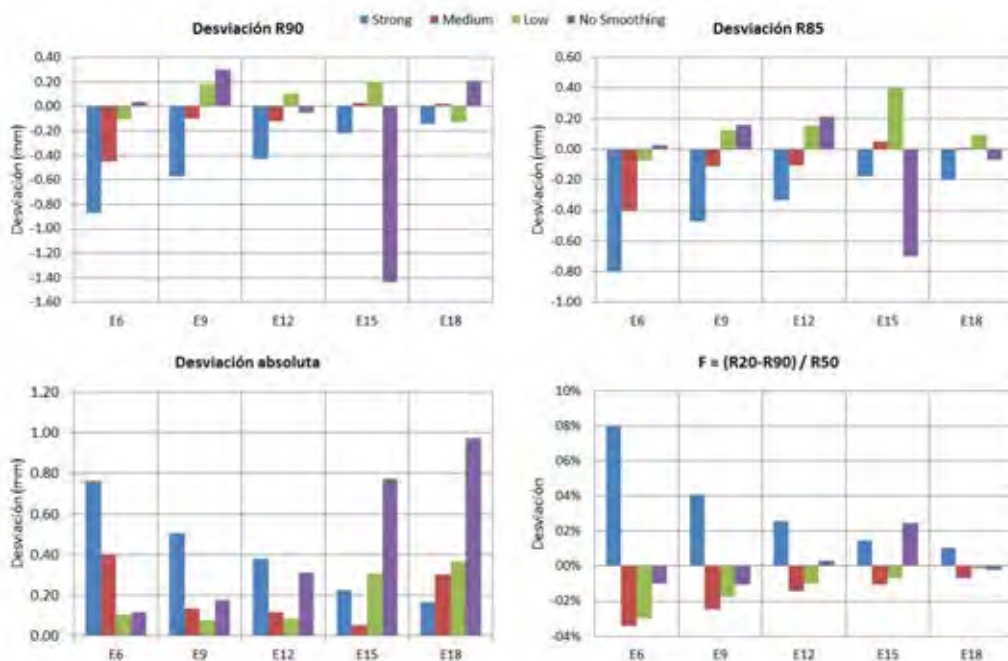 Strong Medium Low No Smoothing
Desviación R90
Desviación (mm)
0.40
0.20
0.00
-0.20
-0.40
-0.60
-0.80
-1.00
-1.20
-1.40
-1.60
E6 E9 E12 E15 E18
Desviación R85
Desviación (mm)
0.60
0.40
0.20
0.00
-0.20
-0.40
-0.60
-0.80
-1.00
E6 E9 E12 E15 E18
Desviación absoluta
Desviación (mm)
1.20
1.00
0.80
0.60
0.40
0.20
0.00
E6 E9 E12 E15 E18
F = (R20-R90) / R50
Desviación
10%
08%
06%
04%
02%
00%
-02%
-04%
E6 E9 E12 E15 E18